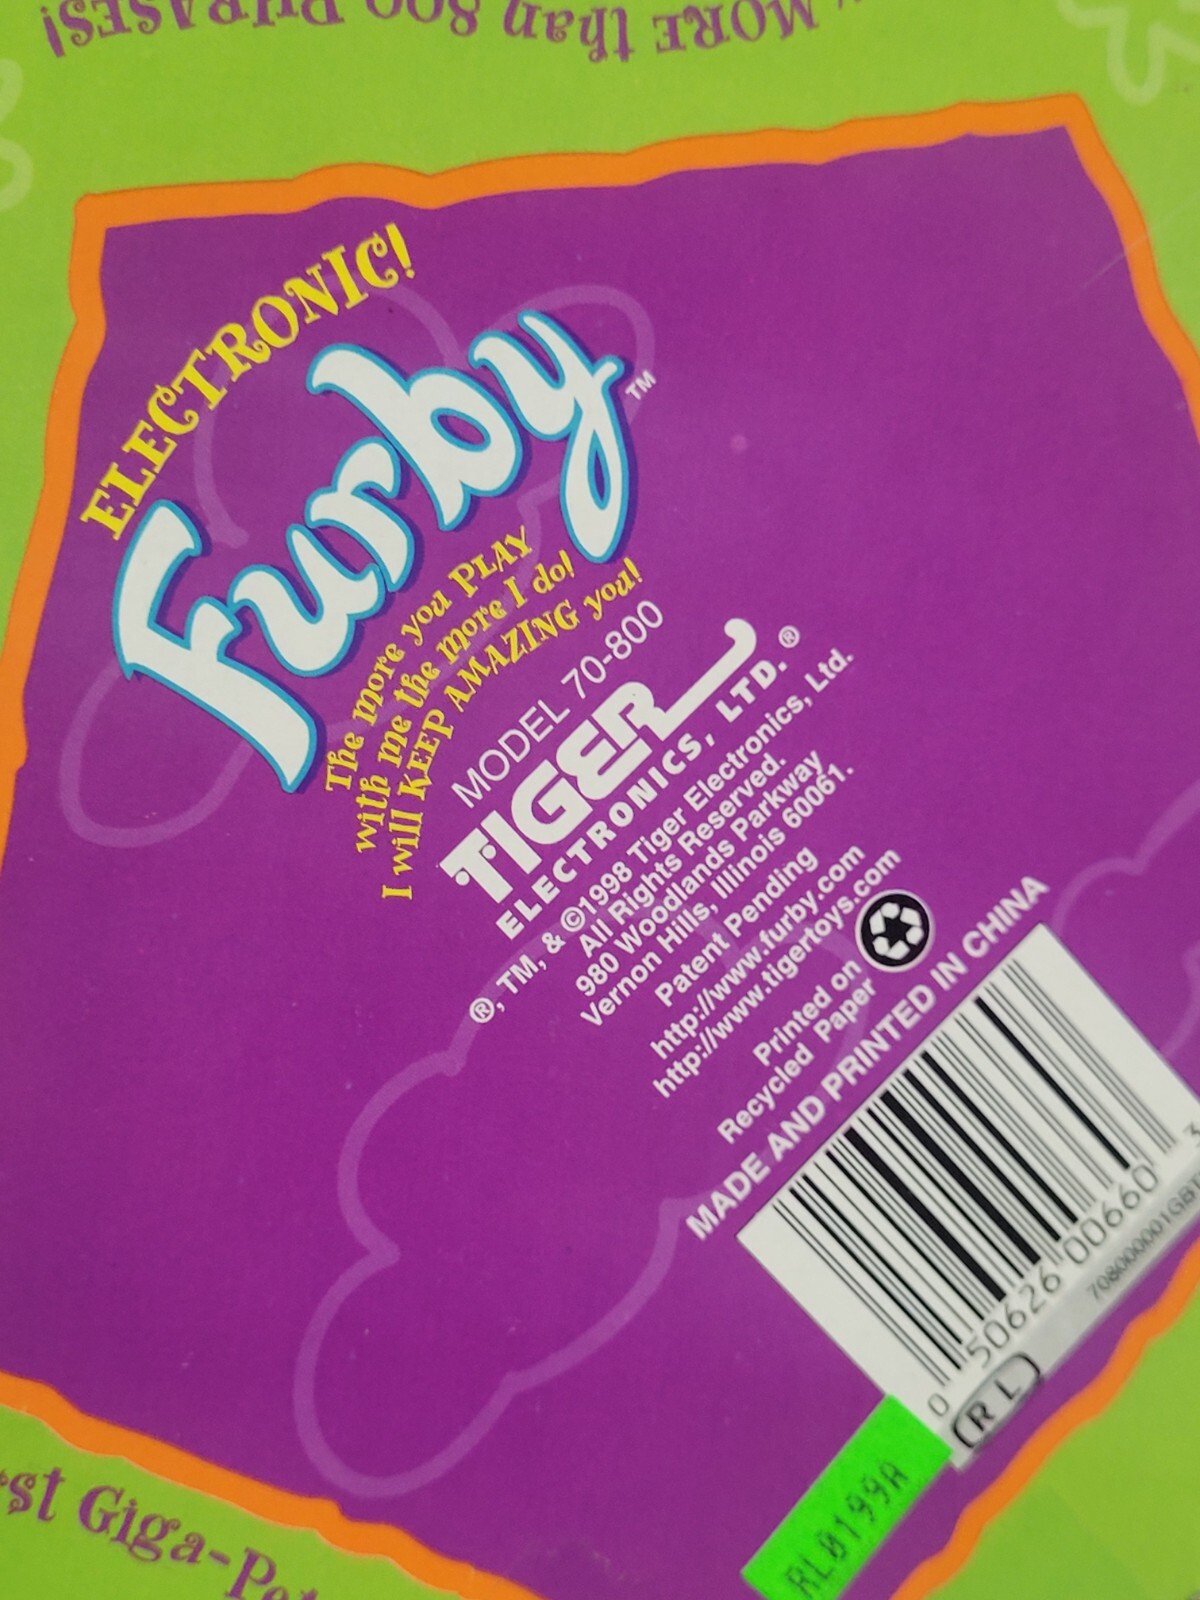 MORE than 800 PHRASES!
ELECTRONIC!
Furby™
The more you PLAY
with me the more I do!
I will KEEP AMAZING you!
MODEL 70-800
TIGER®
ELECTRONICS, LTD.
®, TM, & ©1998 Tiger Electronics, Ltd.
All Rights Reserved.
980 Woodlands Parkway
Vernon Hills, Illinois 60061.
Patent Pending
http://www.furby.com
http://www.tigertoys.com
Printed on
Recycled Paper
MADE AND PRINTED IN CHINA
0 50626 00660 3
RL
RL0199A
Giga-Pet